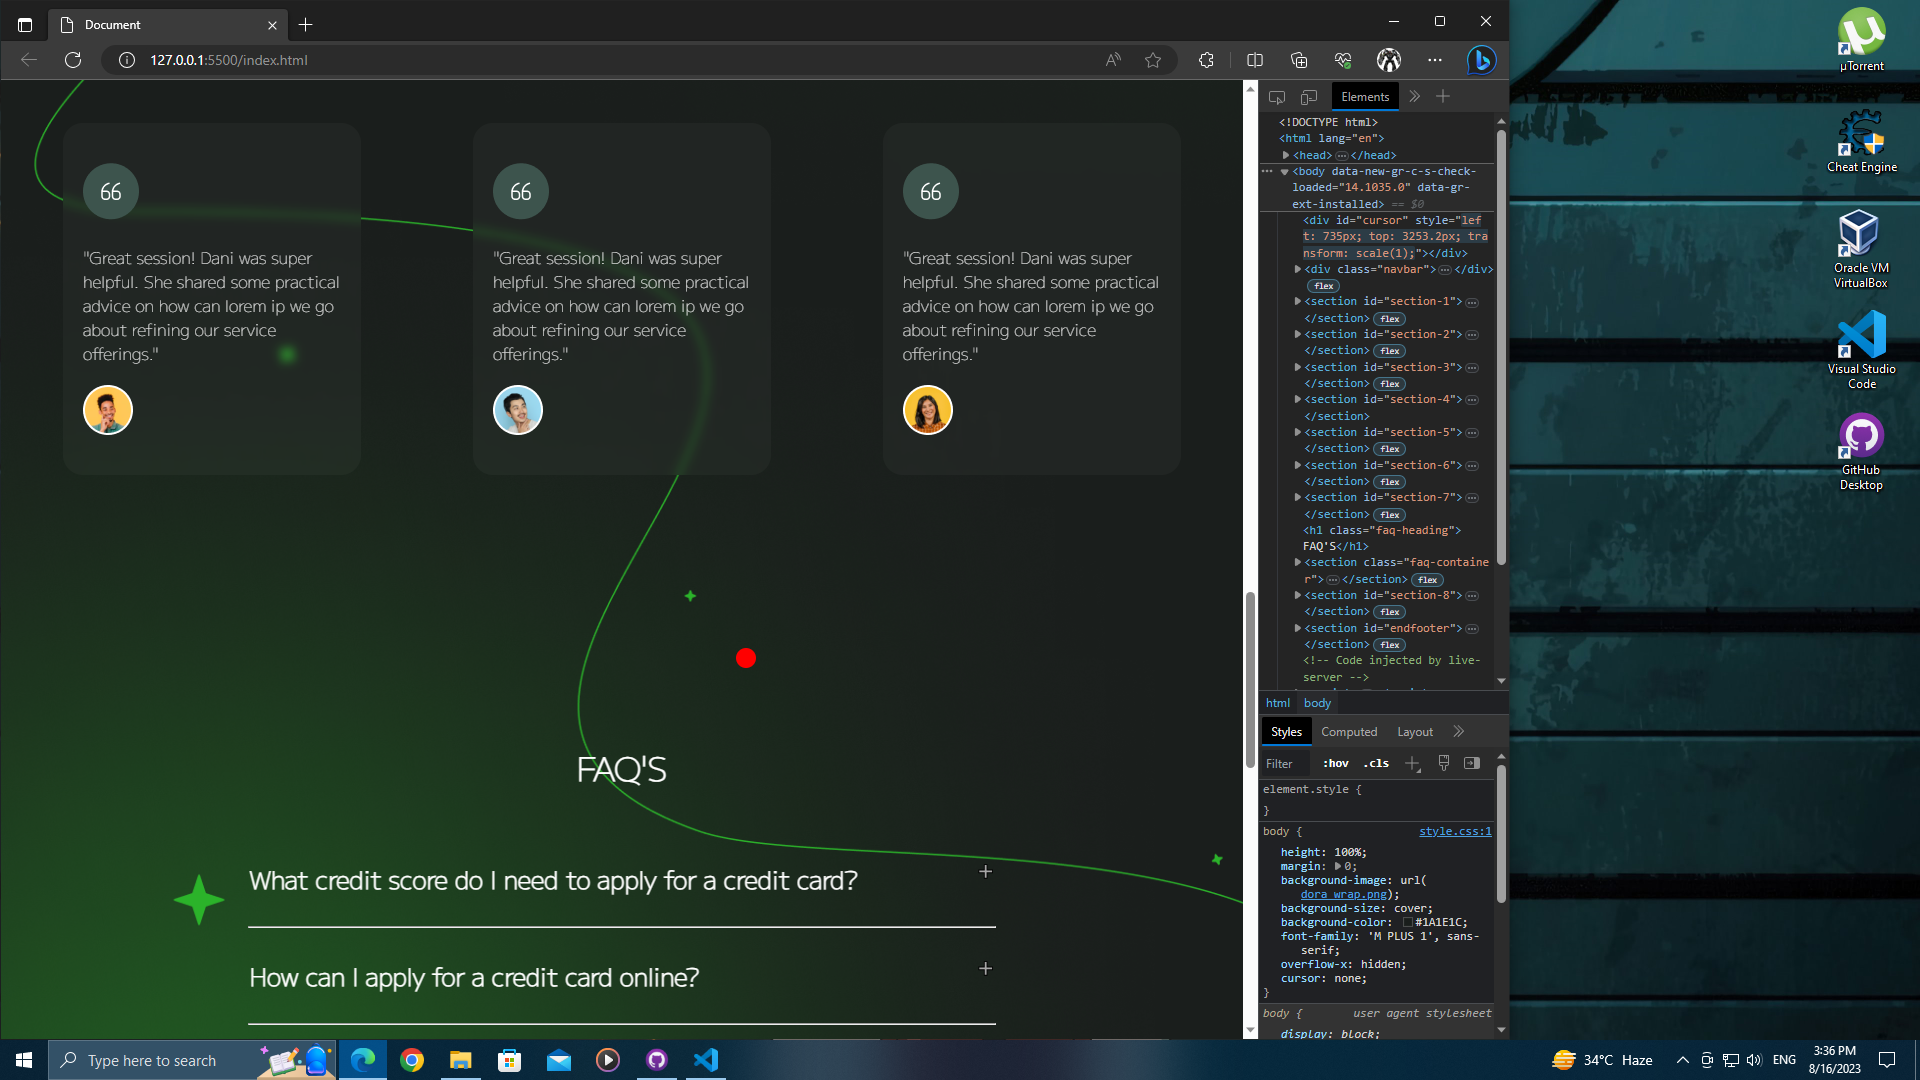 Document
127.0.0.1:5500/index.html
66
"Great session! Dani was super
helpful. She shared some practical
advice on how can lorem ip we go
about refining our service
offerings."
66
"Great session! Dani was super
helpful. She shared some practical
advice on how can lorem ip we go
about refining our service
offerings."
66
"Great session! Dani was super
helpful. She shared some practical
advice on how can lorem ip we go
about refining our service
offerings."
FAQ'S
What credit score do I need to apply for a credit card?
+
How can I apply for a credit card online?
+
Elements
<!DOCTYPE html>
<html lang="en">
<head>…</head>
<body data-new-gr-c-s-check-
loaded="14.1035.0" data-gr-
ext-installed> == $0
<div id="cursor" style="lef
t: 735px; top: 3253.2px; tra
nsform: scale(1);"></div>
<div class="navbar">…</div>
flex
<section id="section-1">…
</section> flex
<section id="section-2">…
</section> flex
<section id="section-3">…
</section> flex
<section id="section-4">…
</section>
<section id="section-5">…
</section> flex
<section id="section-6">…
</section> flex
<section id="section-7">…
</section> flex
<h1 class="faq-heading">
FAQ'S</h1>
<section class="faq-containe
r">…</section> flex
<section id="section-8">…
</section> flex
<section id="endfooter">…
</section> flex
<!-- Code injected by live-
server -->
html body
Styles Computed Layout
Filter :hov .cls
element.style {
}
body { style.css:1
height: 100%;
margin: 0;
background-image: url(
dora wrap.png);
background-size: cover;
background-color: #1A1E1C;
font-family: 'M PLUS 1', sans-
serif;
overflow-x: hidden;
cursor: none;
}
body { user agent stylesheet
display: block;
µTorrent
Cheat Engine
Oracle VM
VirtualBox
Visual Studio
Code
GitHub
Desktop
Type here to search
34°C Haze
ENG
3:36 PM
8/16/2023